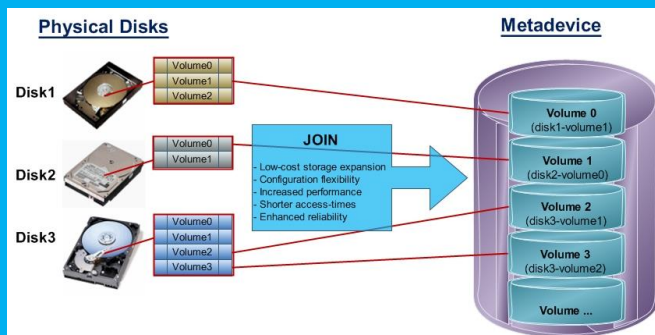 Physical Disks
Metadevice
Disk1
Volume0
Volume1
Volume2
Disk2
Volume0
Volume1
Disk3
Volume0
Volume1
Volume2
Volume3
JOIN
- Low-cost storage expansion
- Configuration flexibility
- Increased performance
- Shorter access-times
- Enhanced reliability
Volume 0
(disk1-volume1)
Volume 1
(disk2-volume0)
Volume 2
(disk3-volume1)
Volume 3
(disk3-volume2)
Volume ...